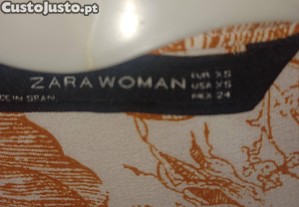 CustoJusto.pt
ZARA WOMAN
EUR XS
USA XS
MEX 24
MADE IN SPAIN